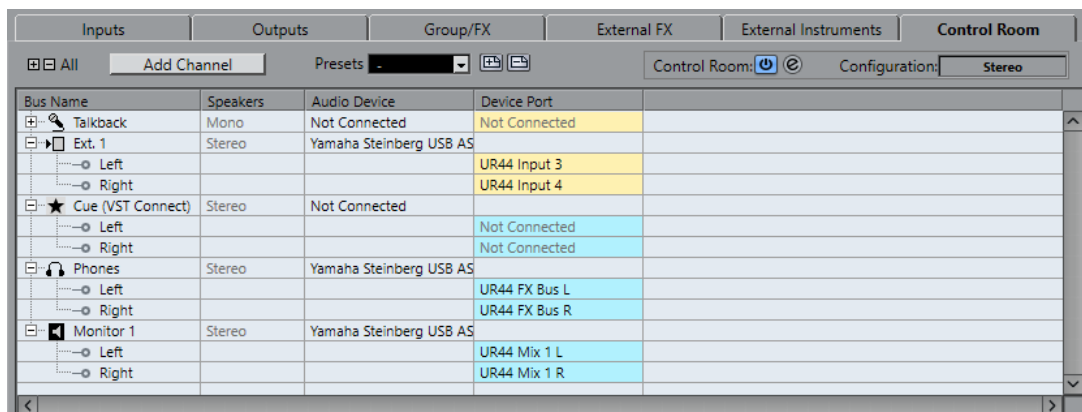 Inputs Outputs Group/FX External FX External Instruments Control Room
All Add Channel Presets - Control Room: e Configuration: Stereo
Bus Name Speakers Audio Device Device Port
Talkback Mono Not Connected Not Connected
Ext. 1 Stereo Yamaha Steinberg USB AS
Left UR44 Input 3
Right UR44 Input 4
Cue (VST Connect) Stereo Not Connected
Left Not Connected
Right Not Connected
Phones Stereo Yamaha Steinberg USB AS
Left UR44 FX Bus L
Right UR44 FX Bus R
Monitor 1 Stereo Yamaha Steinberg USB AS
Left UR44 Mix 1 L
Right UR44 Mix 1 R